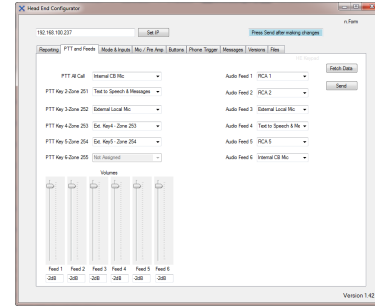 Head End Configurator
n.Form
192.168.100.237 Set IP Press Send after making changes
Reporting PTT and Feeds Mode & Inputs Mic / Pre Amp Buttons Phone Trigger Messages Versions Files
Fetch Data
PTT All Call Internal CB Mic Audio Feed 1 RCA 1
Send
PTT Key 2-Zone 251 Text to Speech & Messages Audio Feed 2 RCA 2
PTT Key 3-Zone 252 External Local Mic Audio Feed 3 External Local Mic
PTT Key 4-Zone 253 Ext. Key4 - Zone 253 Audio Feed 4 Text to Speech & Me
PTT Key 5-Zone 254 Ext. Key5 - Zone 254 Audio Feed 5 RCA 5
PTT Key 6-Zone 255 Not Assigned Audio Feed 6 Internal CB Mic
Volumes
Feed 1 Feed 2 Feed 3 Feed 4 Feed 5 Feed 6
-2dB -2dB -2dB -2dB -2dB -2dB
Version 1.42